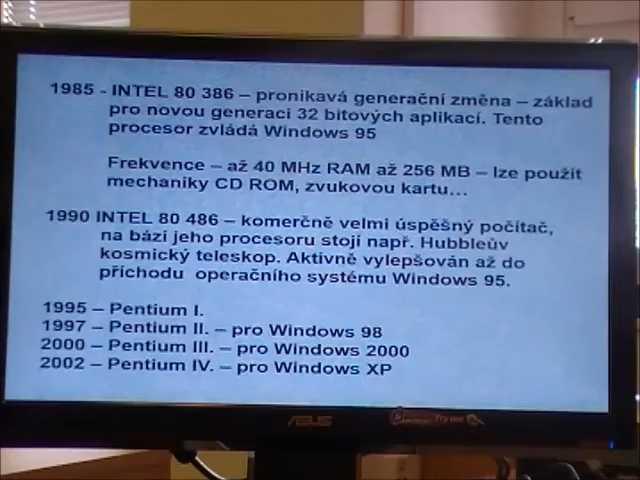 1985 - INTEL 80 386 – pronikavá generační změna – základ
pro novou generaci 32 bitových aplikací. Tento
procesor zvládá Windows 95
Frekvence – až 40 MHz RAM až 256 MB – lze použít
mechaniky CD ROM, zvukovou kartu...
1990 INTEL 80 486 – komerčně velmi úspěšný počítač,
na bázi jeho procesoru stojí např. Hubbleův
kosmický teleskop. Aktivně vylepšován až do
příchodu operačního systému Windows 95.
1995 – Pentium I.
1997 – Pentium II. – pro Windows 98
2000 – Pentium III. – pro Windows 2000
2002 – Pentium IV. – pro Windows XP
ASUS
Try me